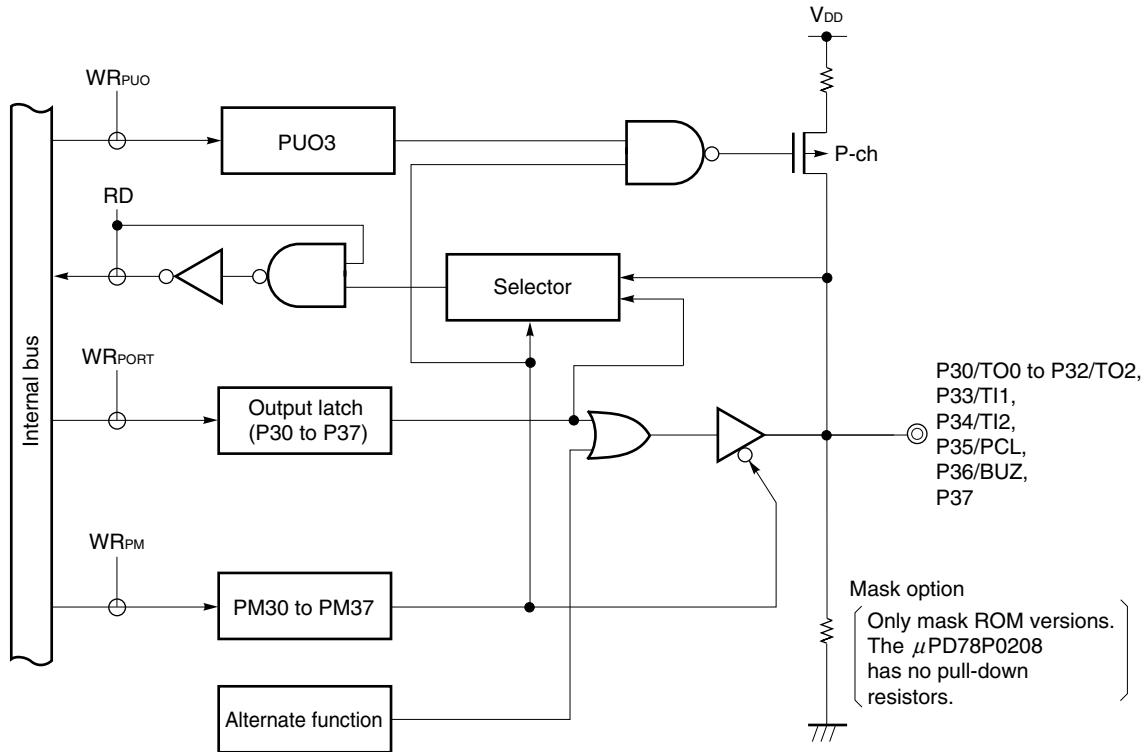 VDD
WRPUO
PUO3
P-ch
RD
Selector
Internal bus
WRPORT
Output latch
(P30 to P37)
P30/TO0 to P32/TO2,
P33/TI1,
P34/TI2,
P35/PCL,
P36/BUZ,
P37
WRPM
PM30 to PM37
Mask option
Only mask ROM versions.
The μPD78P0208
has no pull-down
resistors.
Alternate function